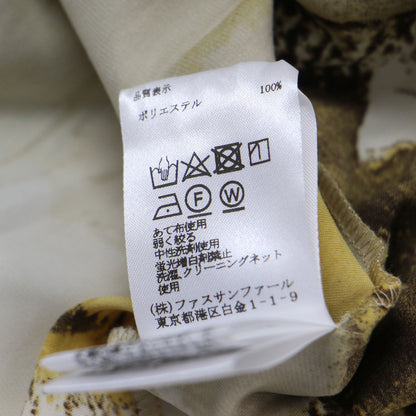 品質表示
ポリエステル 100%
F W
あて布使用
弱く絞る
中性洗剤使用
蛍光増白剤禁止
洗濯、クリーニングネット
使用
(株)ファスサンファール
東京都港区白金1-1-9